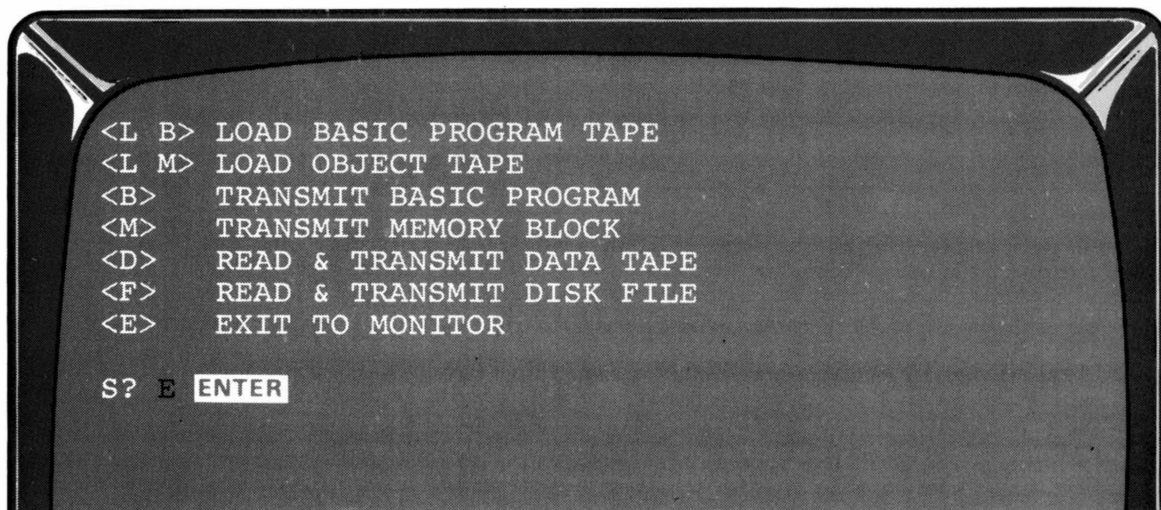 <L B> LOAD BASIC PROGRAM TAPE
<L M> LOAD OBJECT TAPE
<B> TRANSMIT BASIC PROGRAM
<M> TRANSMIT MEMORY BLOCK
<D> READ & TRANSMIT DATA TAPE
<F> READ & TRANSMIT DISK FILE
<E> EXIT TO MONITOR
S? E ENTER